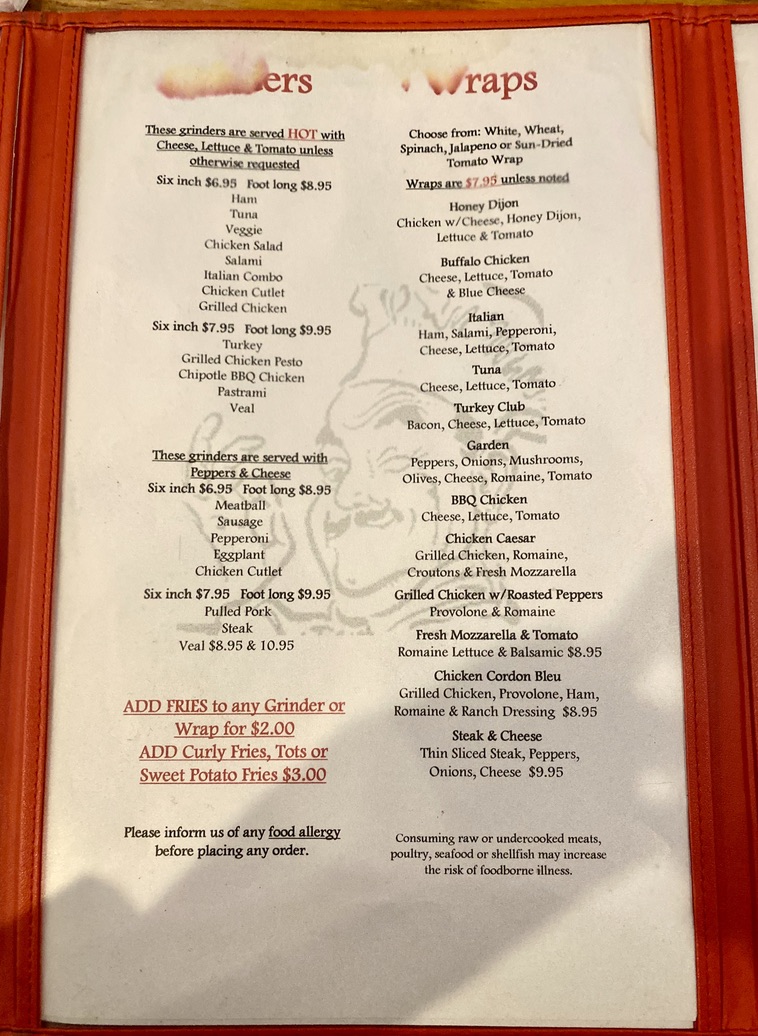 ers
These grinders are served HOT with
Cheese, Lettuce & Tomato unless
otherwise requested
Six inch $6.95 Foot long $8.95
Ham
Tuna
Veggie
Chicken Salad
Salami
Italian Combo
Chicken Cutlet
Grilled Chicken
Six inch $7.95 Foot long $9.95
Turkey
Grilled Chicken Pesto
Chipotle BBQ Chicken
Pastrami
Veal
These grinders are served with
Peppers & Cheese
Six inch $6.95 Foot long $8.95
Meatball
Sausage
Pepperoni
Eggplant
Chicken Cutlet
Six inch $7.95 Foot long $9.95
Pulled Pork
Steak
Veal $8.95 & 10.95
ADD FRIES to any Grinder or
Wrap for $2.00
ADD Curly Fries, Tots or
Sweet Potato Fries $3.00
Please inform us of any food allergy
before placing any order.
Wraps
Choose from: White, Wheat,
Spinach, Jalapeno or Sun-Dried
Tomato Wrap
Wraps are $7.95 unless noted
Honey Dijon
Chicken w/Cheese, Honey Dijon,
Lettuce & Tomato
Buffalo Chicken
Cheese, Lettuce, Tomato
& Blue Cheese
Italian
Ham, Salami, Pepperoni,
Cheese, Lettuce, Tomato
Tuna
Cheese, Lettuce, Tomato
Turkey Club
Bacon, Cheese, Lettuce, Tomato
Garden
Peppers, Onions, Mushrooms,
Olives, Cheese, Romaine, Tomato
BBQ Chicken
Cheese, Lettuce, Tomato
Chicken Caesar
Grilled Chicken, Romaine,
Croutons & Fresh Mozzarella
Grilled Chicken w/Roasted Peppers
Provolone & Romaine
Fresh Mozzarella & Tomato
Romaine Lettuce & Balsamic $8.95
Chicken Cordon Bleu
Grilled Chicken, Provolone, Ham,
Romaine & Ranch Dressing $8.95
Steak & Cheese
Thin Sliced Steak, Peppers,
Onions, Cheese $9.95
Consuming raw or undercooked meats,
poultry, seafood or shellfish may increase
the risk of foodborne illness.